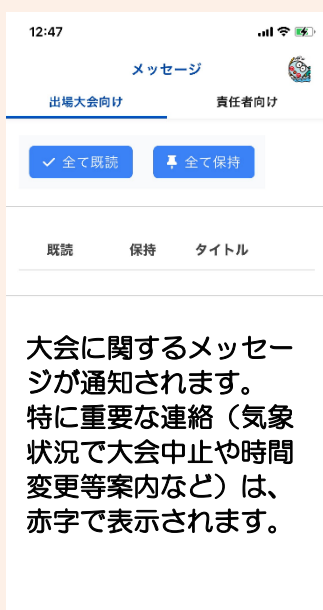 12:47
メッセージ
出場大会向け 責任者向け
全て既読 全て保持
既読 保持 タイトル
大会に関するメッセー
ジが通知されます。
特に重要な連絡（気象
状況で大会中止や時間
変更等案内など）は、
赤字で表示されます。